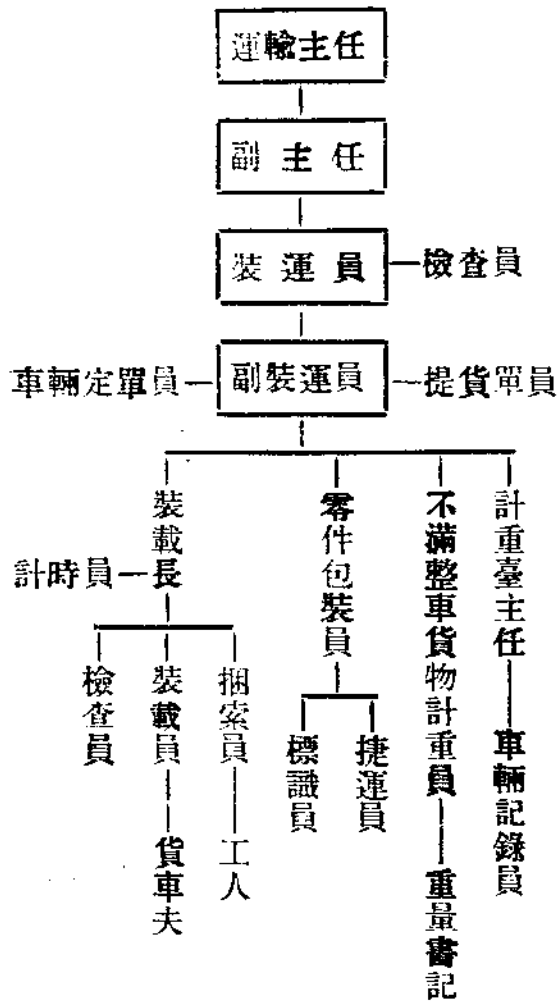 運輸主任
副主任
裝運員
檢查員
車輛定單員
副裝運員
提貨單員
裝載長
計時員
檢查員
裝載員
貨車夫
捆索員
工人
零件包裝員
標識員
捷運員
不滿整車貨物計重員
重量書記
計重臺主任
車輛記錄員